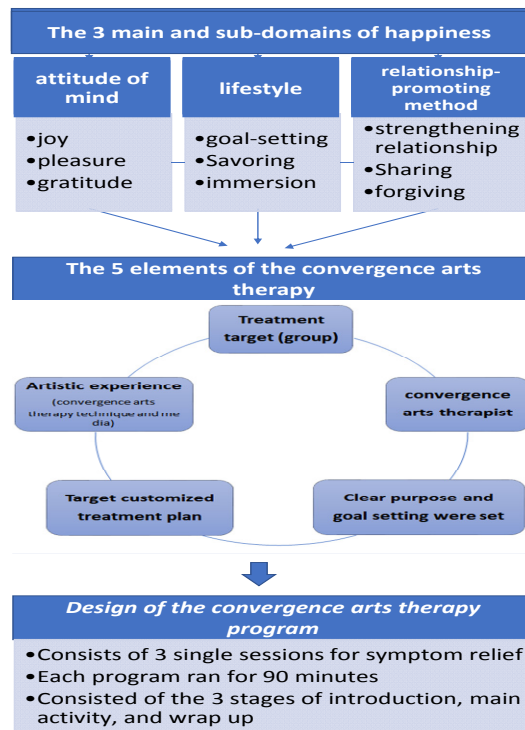 The 3 main and sub-domains of happiness
attitude of
mind
•joy
•pleasure
•gratitude
lifestyle
•goal-setting
•Savoring
•immersion
relationship-
promoting
method
•strengthening
relationship
•Sharing
•forgiving
The 5 elements of the convergence arts
therapy
Treatment
target (group)
Artistic experience
(convergence arts
therapy technique and me
dia)
convergence
arts therapist
Target customized
treatment plan
Clear purpose and
goal setting were set
Design of the convergence arts therapy
program
•Consists of 3 single sessions for symptom relief
•Each program ran for 90 minutes
•Consisted of the 3 stages of introduction, main
activity, and wrap up